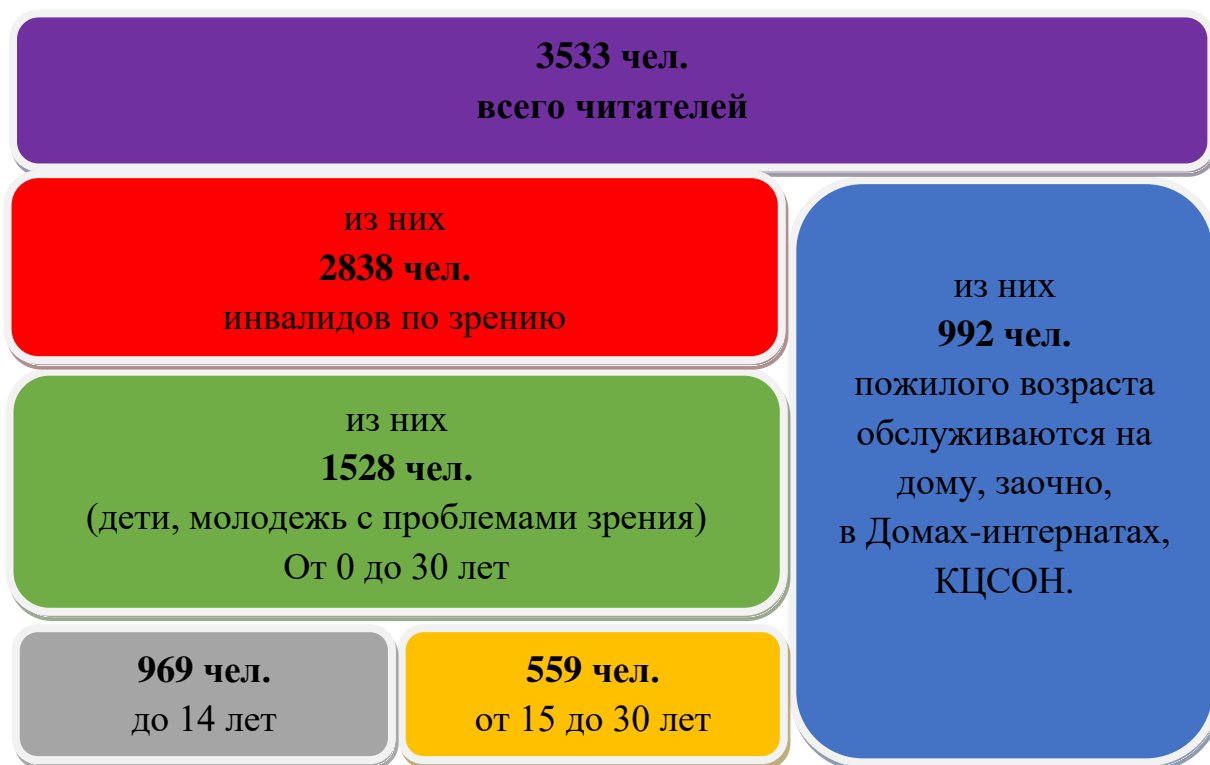 3533 чел.
всего читателей
из них
2838 чел.
инвалидов по зрению
из них
1528 чел.
(дети, молодежь с проблемами зрения)
От 0 до 30 лет
969 чел.
до 14 лет
559 чел.
от 15 до 30 лет
из них
992 чел.
пожилого возраста
обслуживаются на
дому, заочно,
в Домах-интернатах,
КЦСОН.